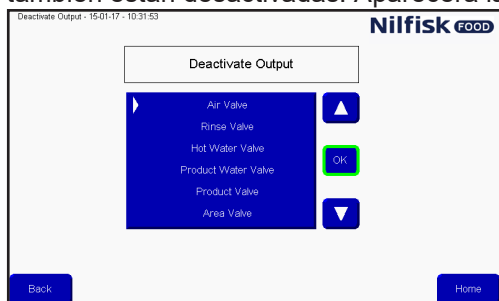 también están desactivadas. Aparecerá
Deactivate Output - 15-01-17 - 10:31:53
Nilfisk FOOD
Deactivate Output
Air Valve
Rinse Valve
Hot Water Valve
OK
Product Water Valve
Product Valve
Area Valve
Back
Home